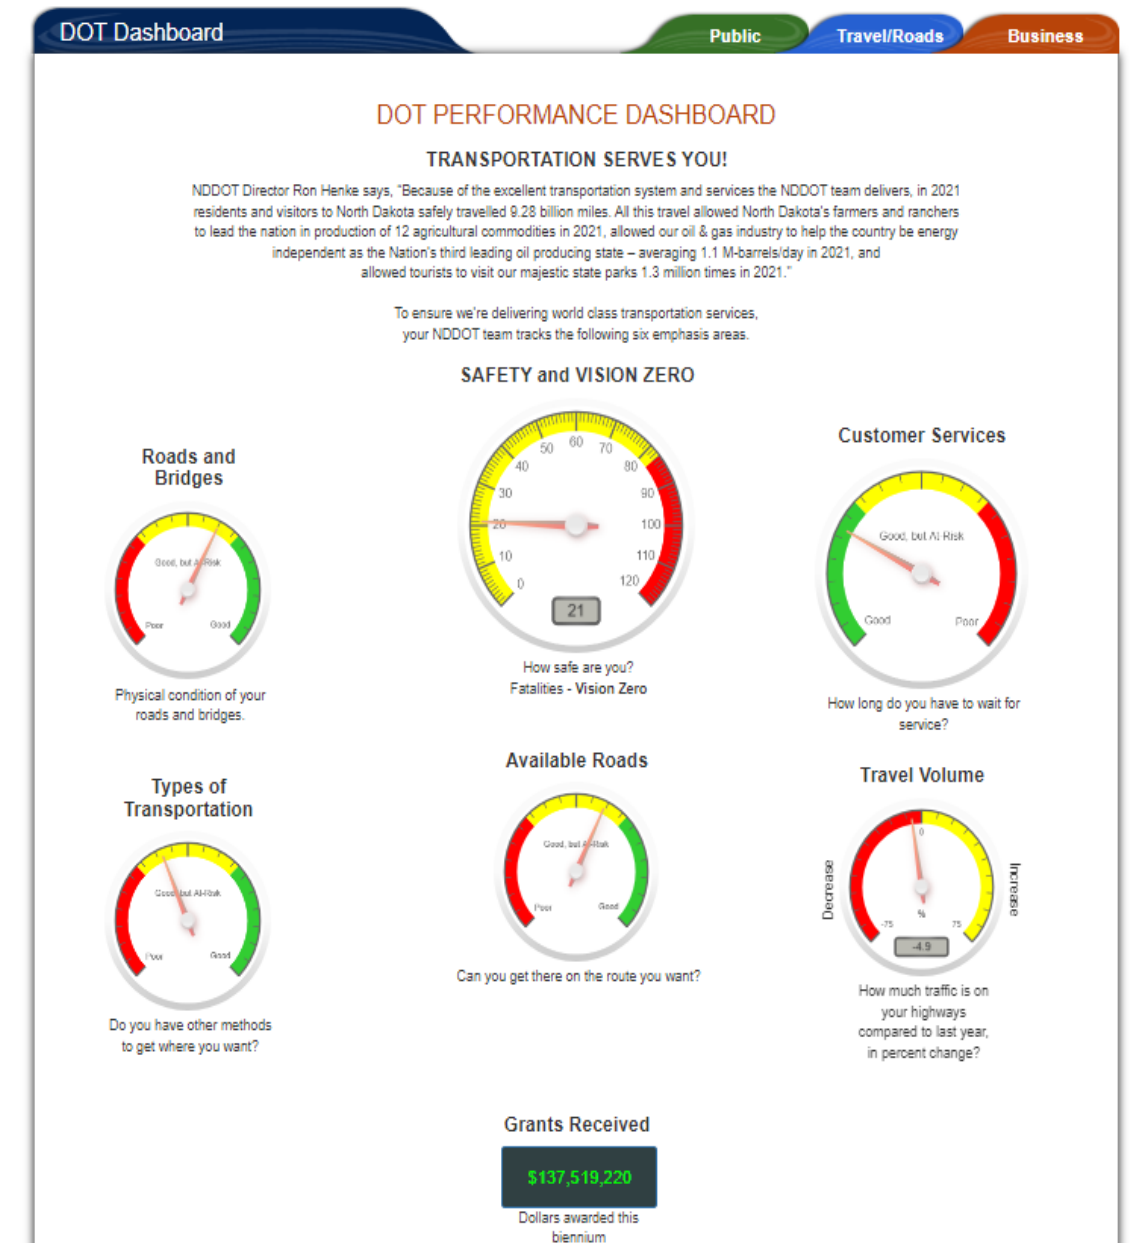 DOT Dashboard
Public
Travel/Roads
Business
DOT PERFORMANCE DASHBOARD
TRANSPORTATION SERVES YOU!
NDDOT Director Ron Henke says, "Because of the excellent transportation system and services the NDDOT team delivers, in 2021
residents and visitors to North Dakota safely travelled 9.28 billion miles. All this travel allowed North Dakota's farmers and ranchers
to lead the nation in production of 12 agricultural commodities in 2021, allowed our oil & gas industry to help the country be energy
independent as the Nation's third leading oil producing state – averaging 1.1 M-barrels/day in 2021, and
allowed tourists to visit our majestic state parks 1.3 million times in 2021."
To ensure we're delivering world class transportation services,
your NDDOT team tracks the following six emphasis areas.
Roads and
Bridges
Good, but At-Risk
Poor
Good
Physical condition of your
roads and bridges.
SAFETY and VISION ZERO
0
10
20
30
40
50
60
70
80
90
100
110
120
21
How safe are you?
Fatalities - Vision Zero
Customer Services
Good, but At Risk
Good
Poor
How long do you have to wait for
service?
Types of
Transportation
Good, but At-Risk
Poor
Good
Do you have other methods
to get where you want?
Available Roads
Good, but At-Risk
Poor
Good
Can you get there on the route you want?
Travel Volume
Decrease
0
%
-75
75
-4.9
Increase
How much traffic is on
your highways
compared to last year,
in percent change?
Grants Received
$137,519,220
Dollars awarded this
biennium